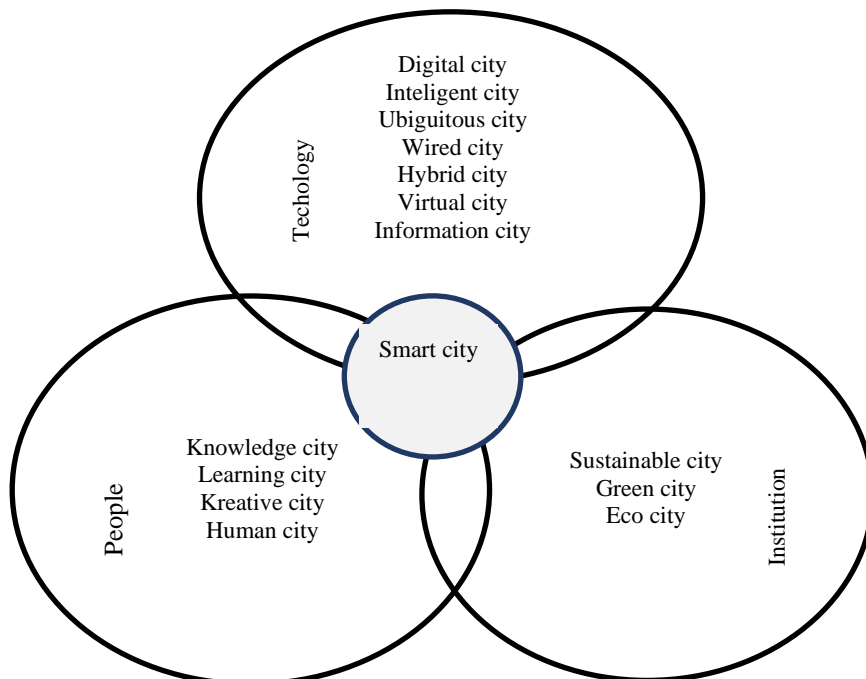 Digital city
Inteligent city
Ubiguitous city
Wired city
Hybrid city
Virtual city
Information city
Techology
Smart city
Knowledge city
Learning city
Kreative city
Human city
People
Sustainable city
Green city
Eco city
Institution